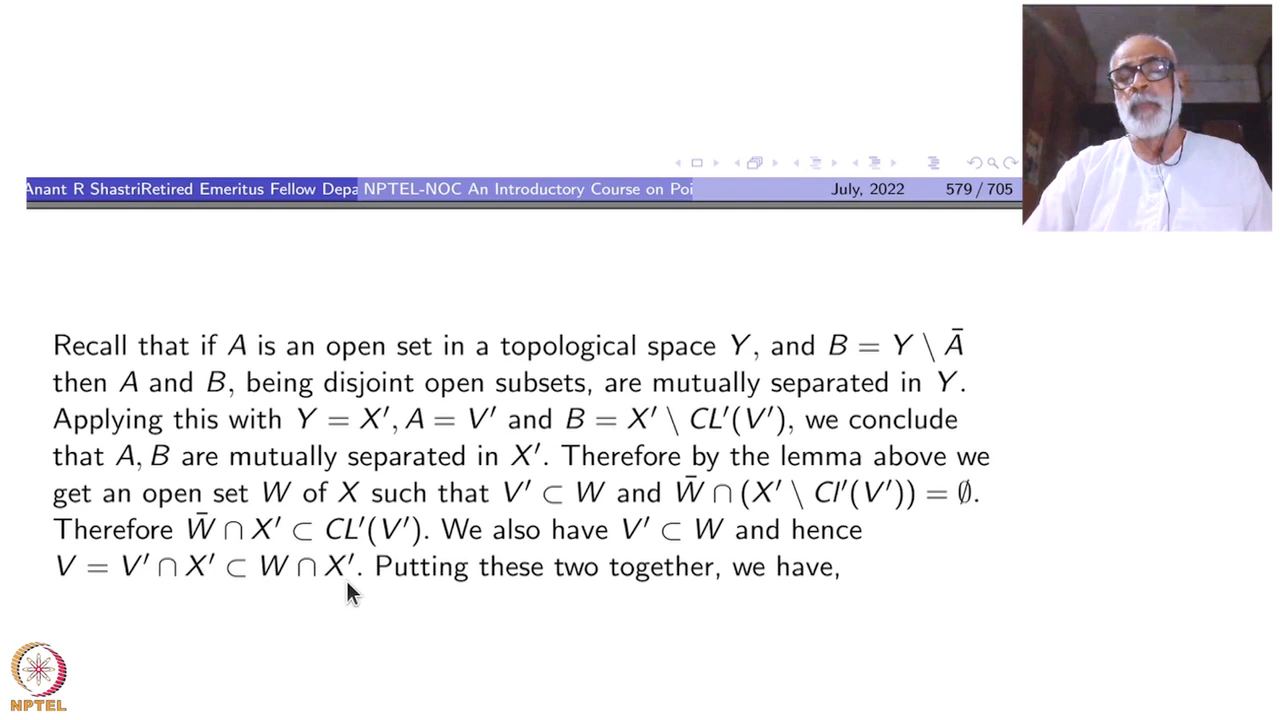 Anant R ShastriRetired Emeritus Fellow Depa NPTEL-NOC An Introductory Course on Poi July, 2022 579 / 705
Recall that if A is an open set in a topological space Y, and B = Y \ Ā
then A and B, being disjoint open subsets, are mutually separated in Y.
Applying this with Y = X′, A = V′ and B = X′ \ CL′(V′), we conclude
that A, B are mutually separated in X′. Therefore by the lemma above we
get an open set W of X such that V′ ⊂ W and W̄ ∩ (X′ \ Cl′(V′)) = ∅.
Therefore W̄ ∩ X′ ⊂ CL′(V′). We also have V′ ⊂ W and hence
V = V′ ∩ X′ ⊂ W ∩ X′. Putting these two together, we have,
NPTEL